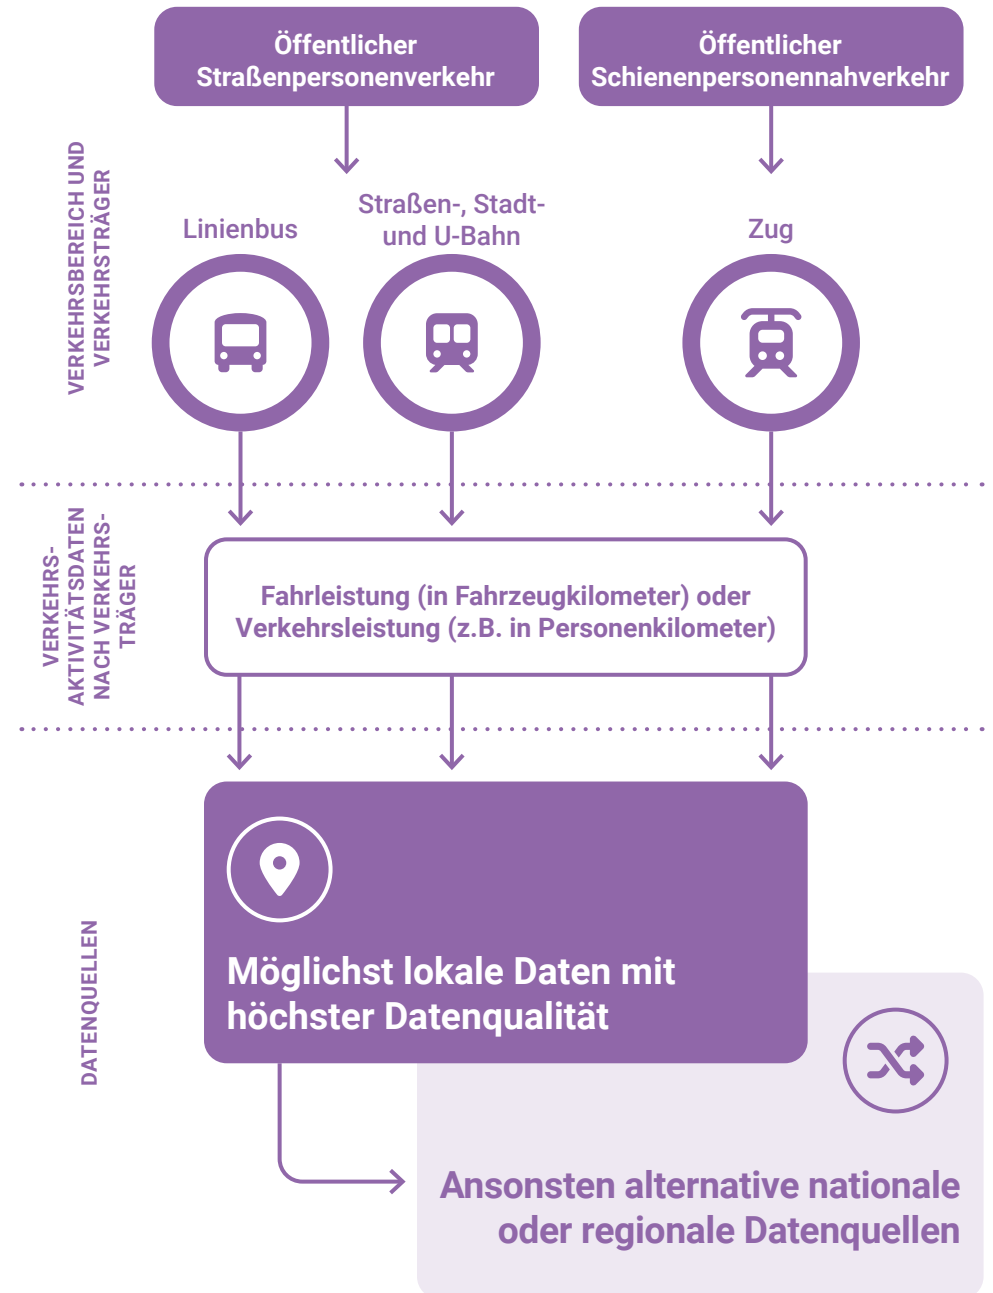 Öffentlicher
Straßenpersonenverkehr
Öffentlicher
Schienenpersonennahverkehr
VERKEHRSBEREICH UND
VERKEHRSTRÄGER
Linienbus
Straßen-, Stadt-
und U-Bahn
Zug
VERKEHRS-
AKTIVITÄTSDATEN
NACH VERKEHRS-
TRÄGER
Fahrleistung (in Fahrzeugkilometer) oder
Verkehrsleistung (z.B. in Personenkilometer)
DATENQUELLEN
Möglichst lokale Daten mit
höchster Datenqualität
Ansonsten alternative nationale
oder regionale Datenquellen